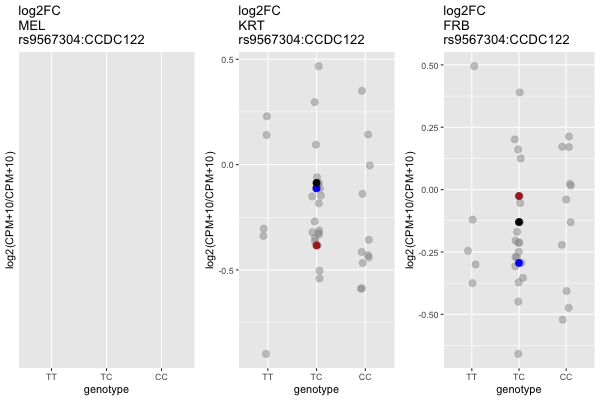 log2FC
MEL
rs9567304:CCDC122
log2(CPM+10/CPM+10)
TT TC CC
genotype
log2FC
KRT
rs9567304:CCDC122
log2(CPM+10/CPM+10)
0.5
0.0
-0.5
TT TC CC
genotype
log2FC
FRB
rs9567304:CCDC122
log2(CPM+10/CPM+10)
0.50
0.25
0.00
-0.25
-0.50
TT TC CC
genotype